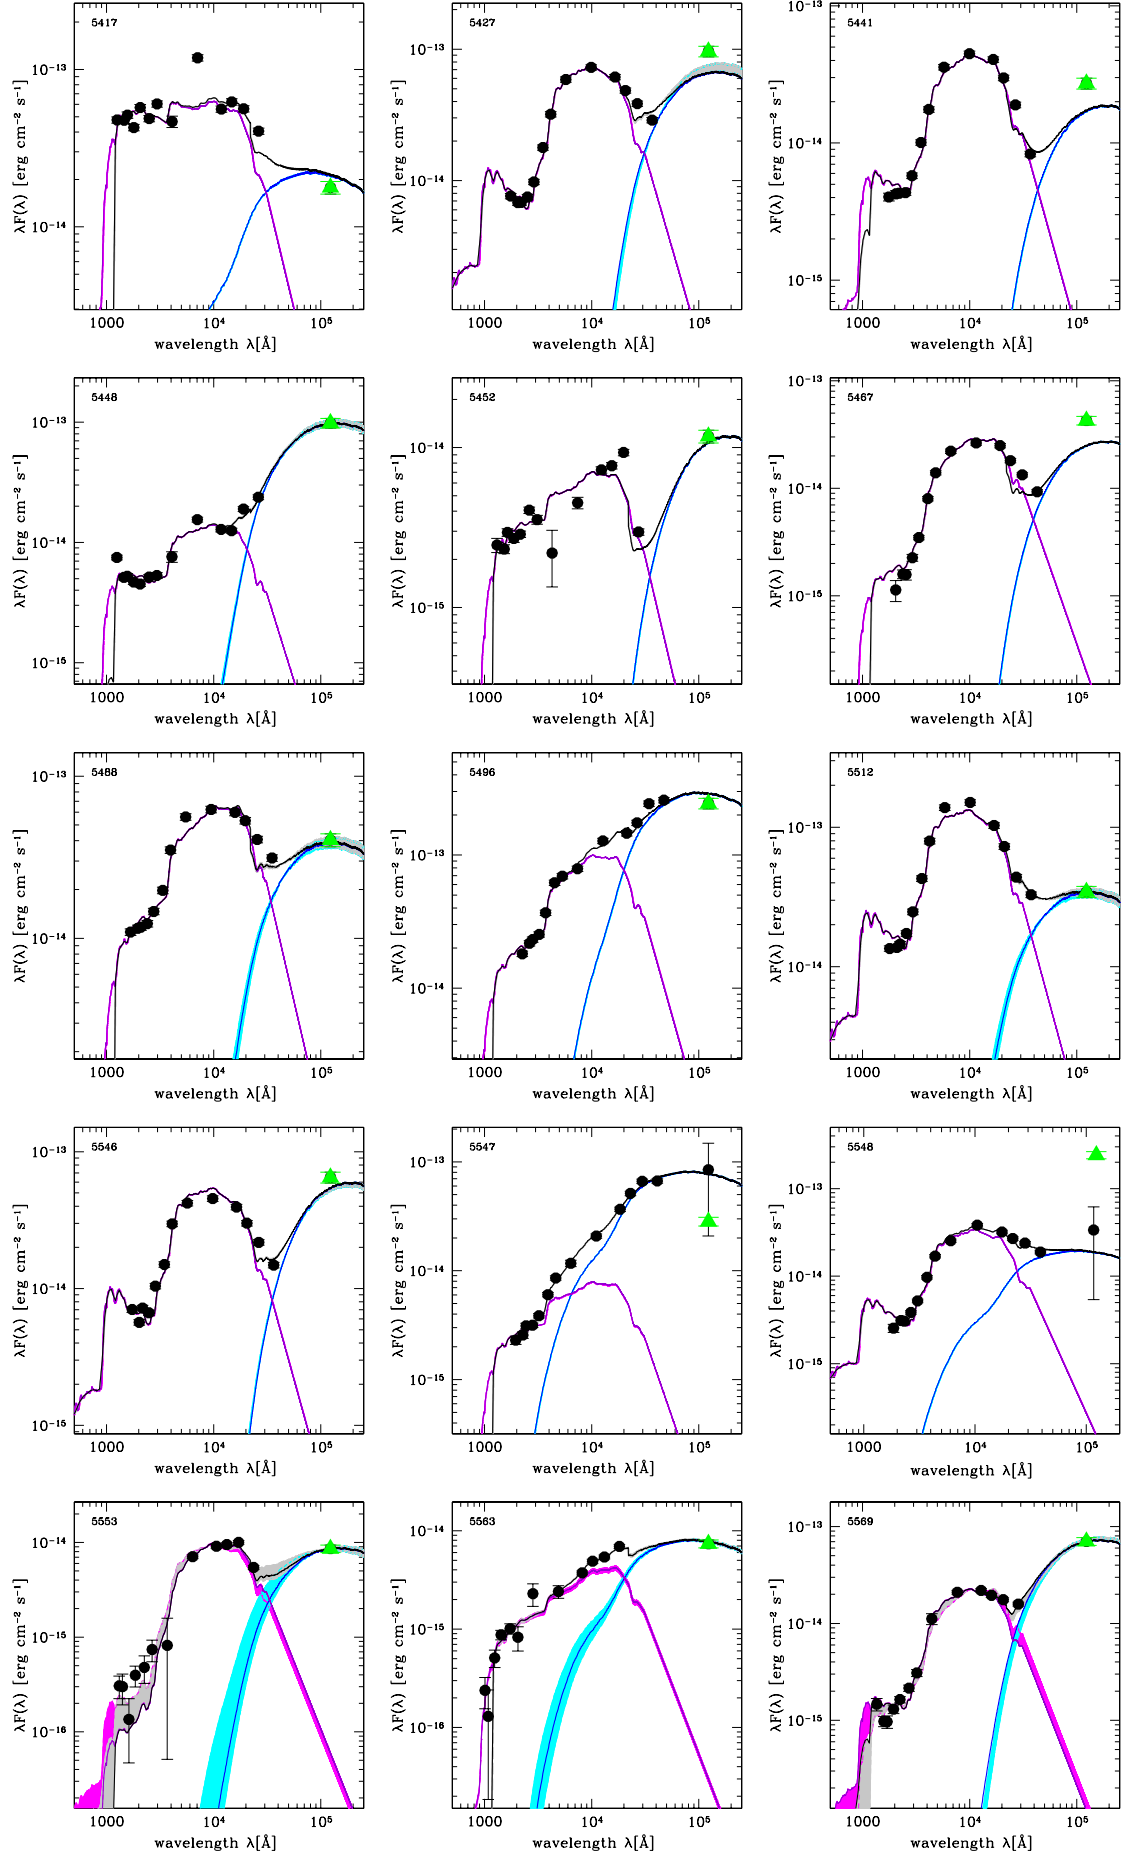 5417
λF(λ) [erg cm⁻² s⁻¹]
10⁻¹³
10⁻¹⁴
1000 10⁴ 10⁵
wavelength λ[Å]
5427
λF(λ) [erg cm⁻² s⁻¹]
10⁻¹³
10⁻¹⁴
1000 10⁴ 10⁵
wavelength λ[Å]
5441
λF(λ) [erg cm⁻² s⁻¹]
10⁻¹³
10⁻¹⁴
10⁻¹⁵
1000 10⁴ 10⁵
wavelength λ[Å]
5448
λF(λ) [erg cm⁻² s⁻¹]
10⁻¹³
10⁻¹⁴
10⁻¹⁵
1000 10⁴ 10⁵
wavelength λ[Å]
5452
λF(λ) [erg cm⁻² s⁻¹]
10⁻¹⁴
10⁻¹⁵
1000 10⁴ 10⁵
wavelength λ[Å]
5467
λF(λ) [erg cm⁻² s⁻¹]
10⁻¹³
10⁻¹⁴
10⁻¹⁵
1000 10⁴ 10⁵
wavelength λ[Å]
5488
λF(λ) [erg cm⁻² s⁻¹]
10⁻¹³
10⁻¹⁴
1000 10⁴ 10⁵
wavelength λ[Å]
5496
λF(λ) [erg cm⁻² s⁻¹]
10⁻¹³
10⁻¹⁴
1000 10⁴ 10⁵
wavelength λ[Å]
5512
λF(λ) [erg cm⁻² s⁻¹]
10⁻¹³
10⁻¹⁴
1000 10⁴ 10⁵
wavelength λ[Å]
5546
λF(λ) [erg cm⁻² s⁻¹]
10⁻¹³
10⁻¹⁴
10⁻¹⁵
1000 10⁴ 10⁵
wavelength λ[Å]
5547
λF(λ) [erg cm⁻² s⁻¹]
10⁻¹³
10⁻¹⁴
10⁻¹⁵
1000 10⁴ 10⁵
wavelength λ[Å]
5548
λF(λ) [erg cm⁻² s⁻¹]
10⁻¹³
10⁻¹⁴
10⁻¹⁵
1000 10⁴ 10⁵
wavelength λ[Å]
5553
λF(λ) [erg cm⁻² s⁻¹]
10⁻¹⁴
10⁻¹⁵
10⁻¹⁶
1000 10⁴ 10⁵
wavelength λ[Å]
5563
λF(λ) [erg cm⁻² s⁻¹]
10⁻¹⁴
10⁻¹⁵
10⁻¹⁶
1000 10⁴ 10⁵
wavelength λ[Å]
5569
λF(λ) [erg cm⁻² s⁻¹]
10⁻¹³
10⁻¹⁴
10⁻¹⁵
1000 10⁴ 10⁵
wavelength λ[Å]